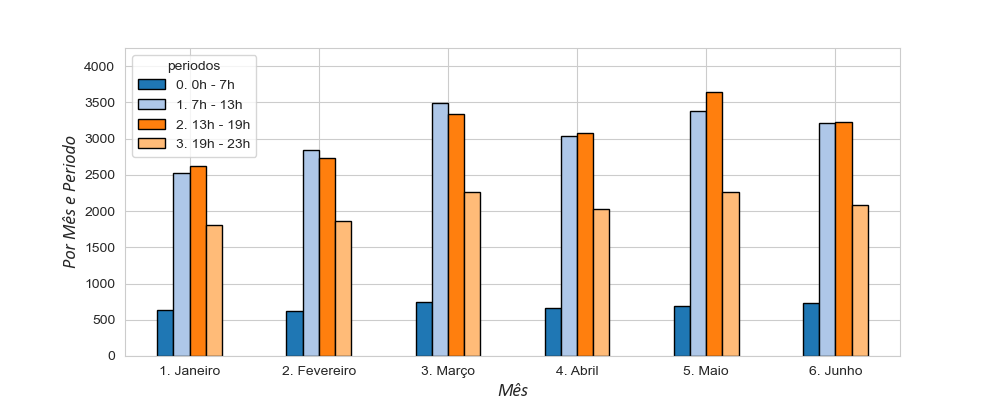 periodos
0. 0h - 7h
1. 7h - 13h
2. 13h - 19h
3. 19h - 23h
Por Mês e Periodo
4000
3500
3000
2500
2000
1500
1000
500
0
1. Janeiro
2. Fevereiro
3. Março
4. Abril
5. Maio
6. Junho
Mês